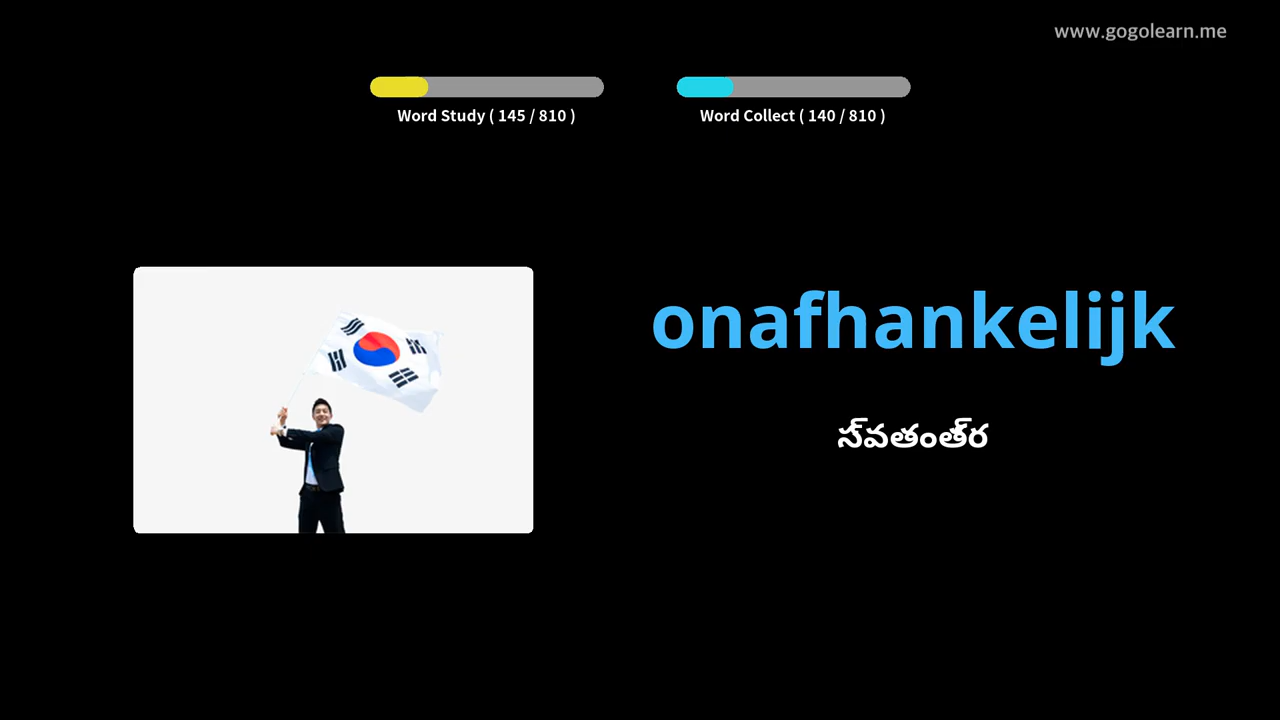 www.gogolearn.me
Word Study ( 145 / 810 )
Word Collect ( 140 / 810 )
onafhankelijk
స్వతంత్ర